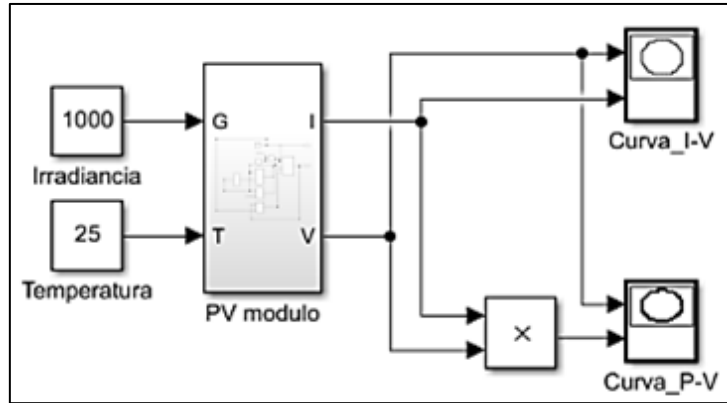 1000
Irradiancia
25
Temperatura
G
T
I
V
PV modulo
×
Curva_I-V
Curva_P-V